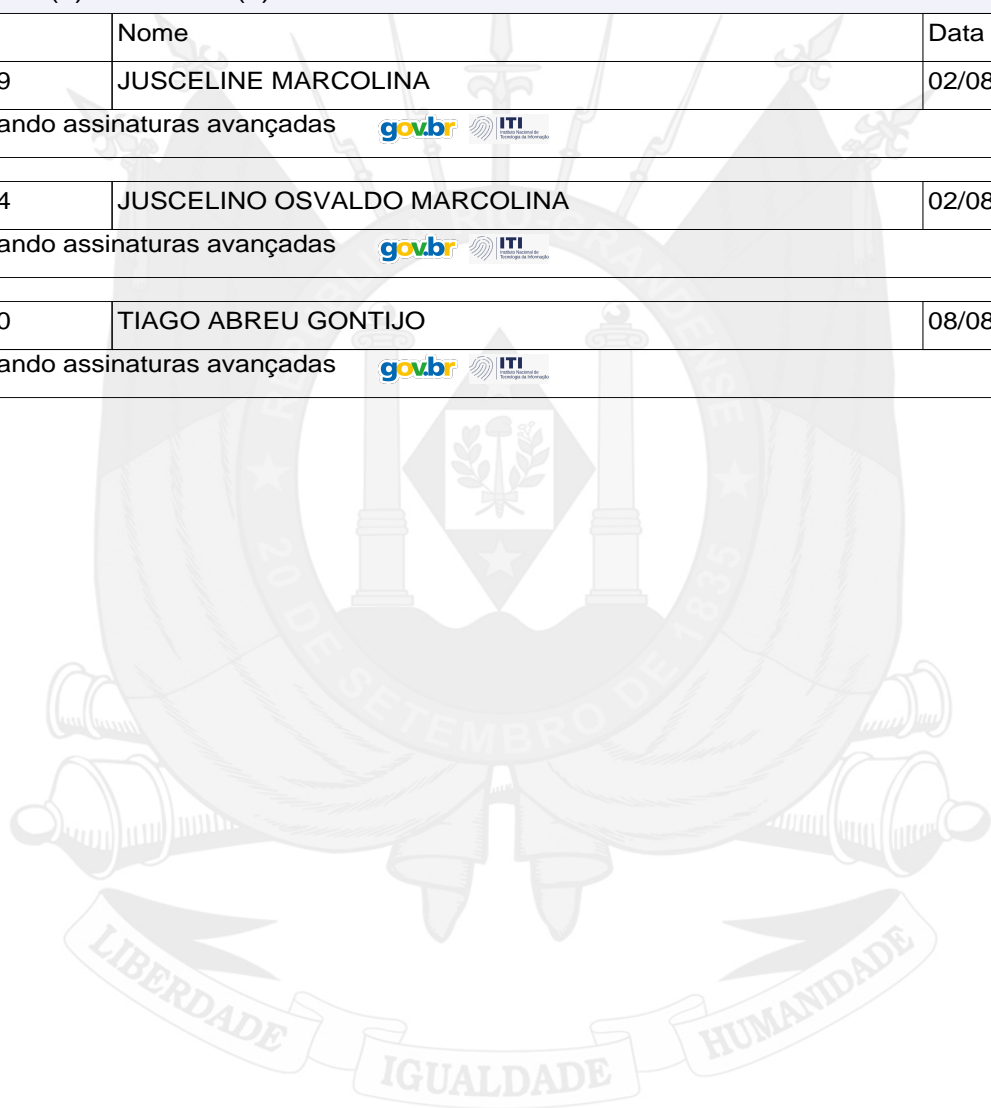 Nome Data
9 JUSCELINE MARCOLINA 02/08
ando assinaturas avançadas gov.br ITI
4 JUSCELINO OSVALDO MARCOLINA 02/08
ando assinaturas avançadas gov.br ITI
0 TIAGO ABREU GONTIJO 08/08
ando assinaturas avançadas gov.br ITI
20 DE SETEMBRO DE 1835
LIBERDADE
IGUALDADE
HUMANIDADE